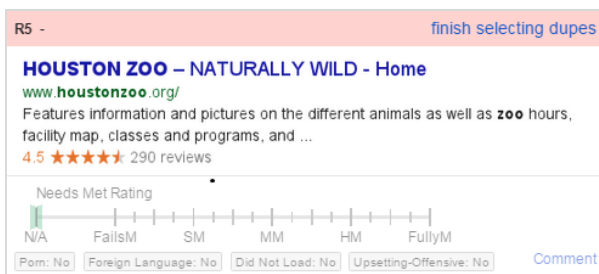 R5 - finish selecting dupes
HOUSTON ZOO – NATURALLY WILD - Home
www.houstonzoo.org/
Features information and pictures on the different animals as well as zoo hours,
facility map, classes and programs, and ...
4.5 ★★★★★ 290 reviews
Needs Met Rating
N/A FailsM SM MM HM FullyM
Porn: No Foreign Language: No Did Not Load: No Upsetting-Offensive: No Comment